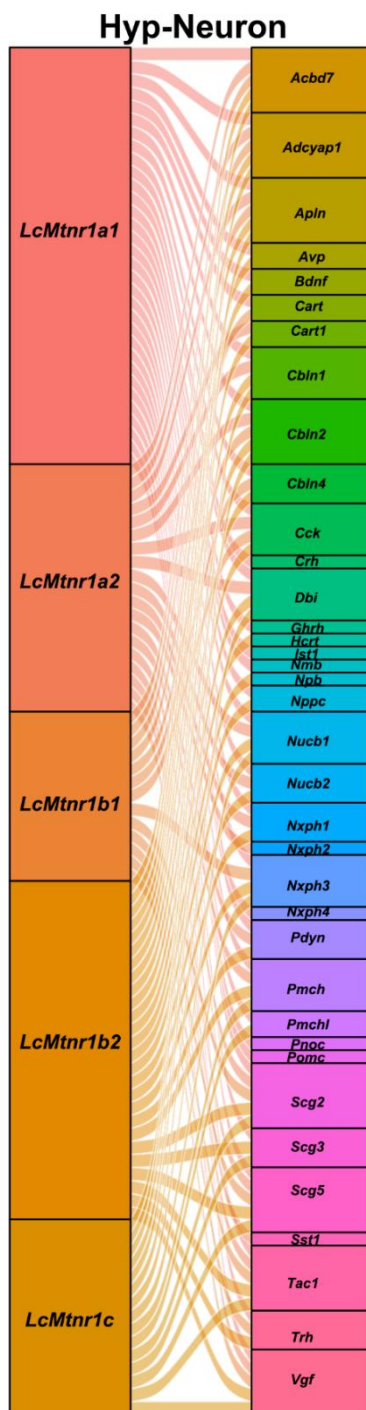 Hyp-Neuron
LcMtnr1a1
LcMtnr1a2
LcMtnr1b1
LcMtnr1b2
LcMtnr1c
Acbd7
Adcyap1
Apln
Avp
Bdnf
Cart
Cart1
Cbln1
Cbln2
Cbln4
Cck
Crh
Dbi
Ghrh
Hcrt
Ist1
Nmb
Npb
Nppc
Nucb1
Nucb2
Nxph1
Nxph2
Nxph3
Nxph4
Pdyn
Pmch
Pmchl
Pnoc
Pomc
Scg2
Scg3
Scg5
Sst1
Tac1
Trh
Vgf